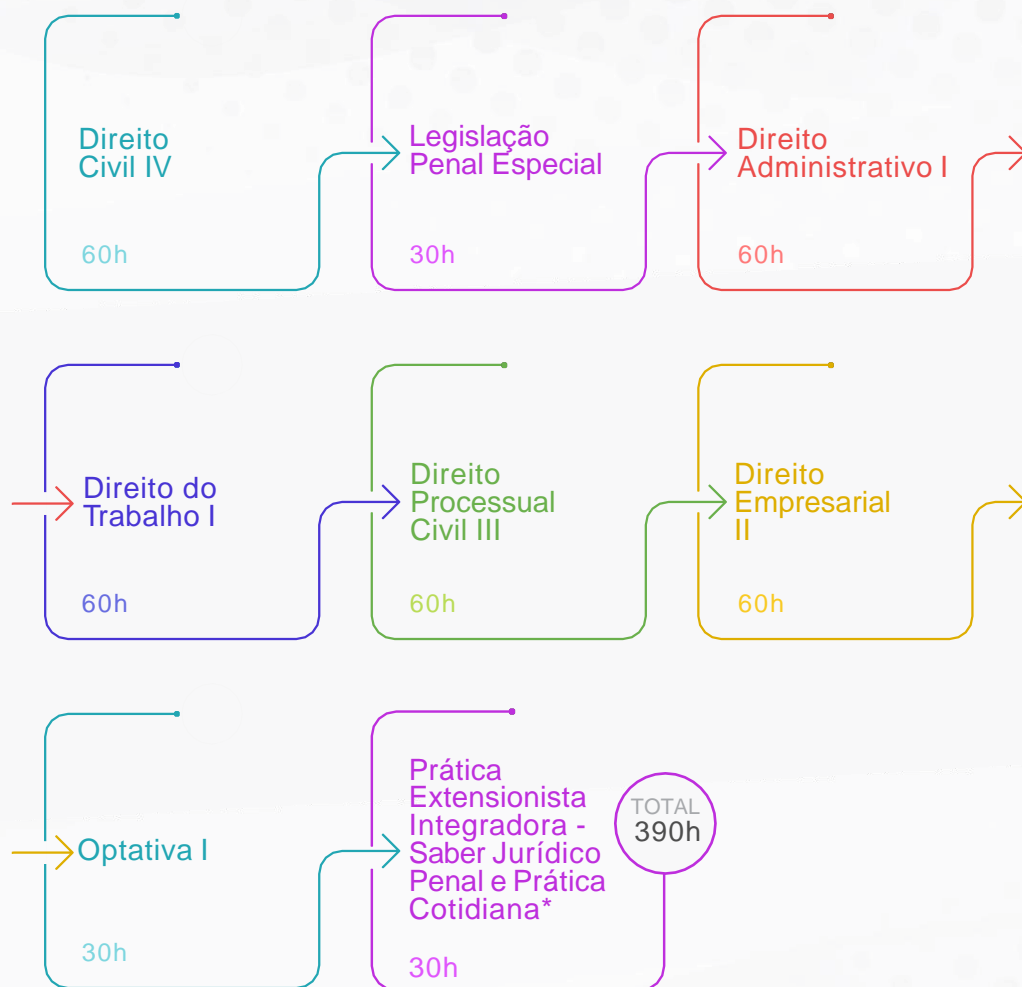 Direito
Civil IV
60h
Legislação
Penal Especial
30h
Direito
Administrativo I
60h
Direito do
Trabalho I
60h
Direito
Processual
Civil III
60h
Direito
Empresarial
II
60h
Optativa I
30h
Prática
Extensionista
Integradora -
Saber Jurídico
Penal e Prática
Cotidiana*
30h
TOTAL
390h